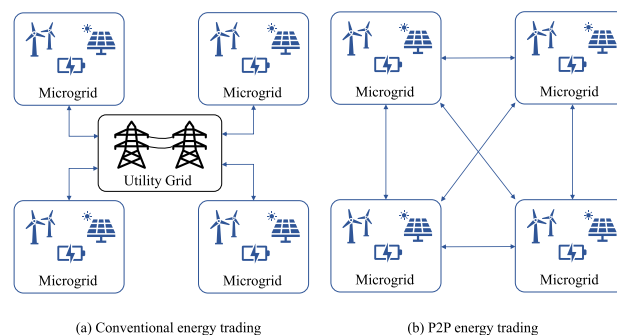 Microgrid
Microgrid
Microgrid
Microgrid
Utility Grid
Microgrid
Microgrid
Microgrid
Microgrid
(a) Conventional energy trading
(b) P2P energy trading